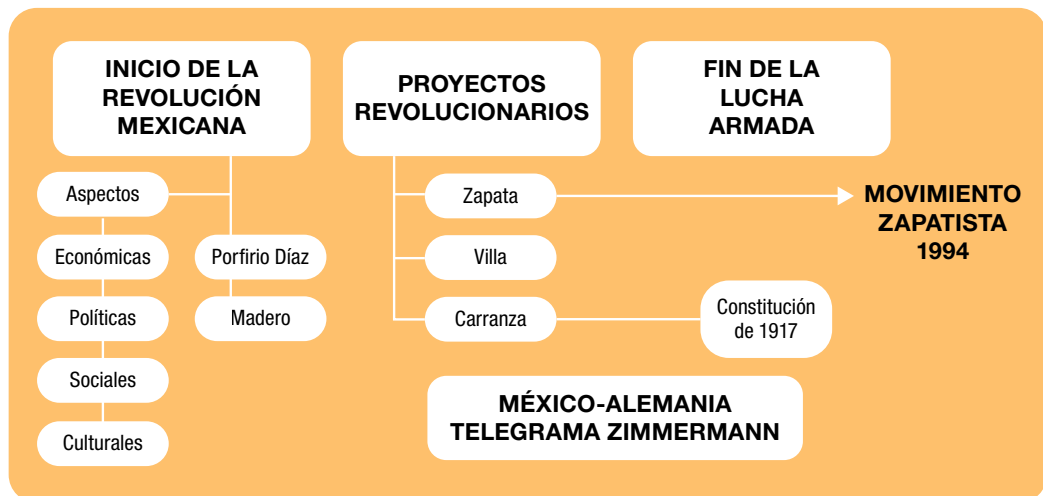 INICIO DE LA
REVOLUCIÓN
MEXICANA
Aspectos
Económicas
Políticas
Sociales
Culturales
Porfirio Díaz
Madero
PROYECTOS
REVOLUCIONARIOS
Zapata
Villa
Carranza
FIN DE LA
LUCHA
ARMADA
MOVIMIENTO
ZAPATISTA
1994
Constitución
de 1917
MÉXICO-ALEMANIA
TELEGRAMA ZIMMERMANN